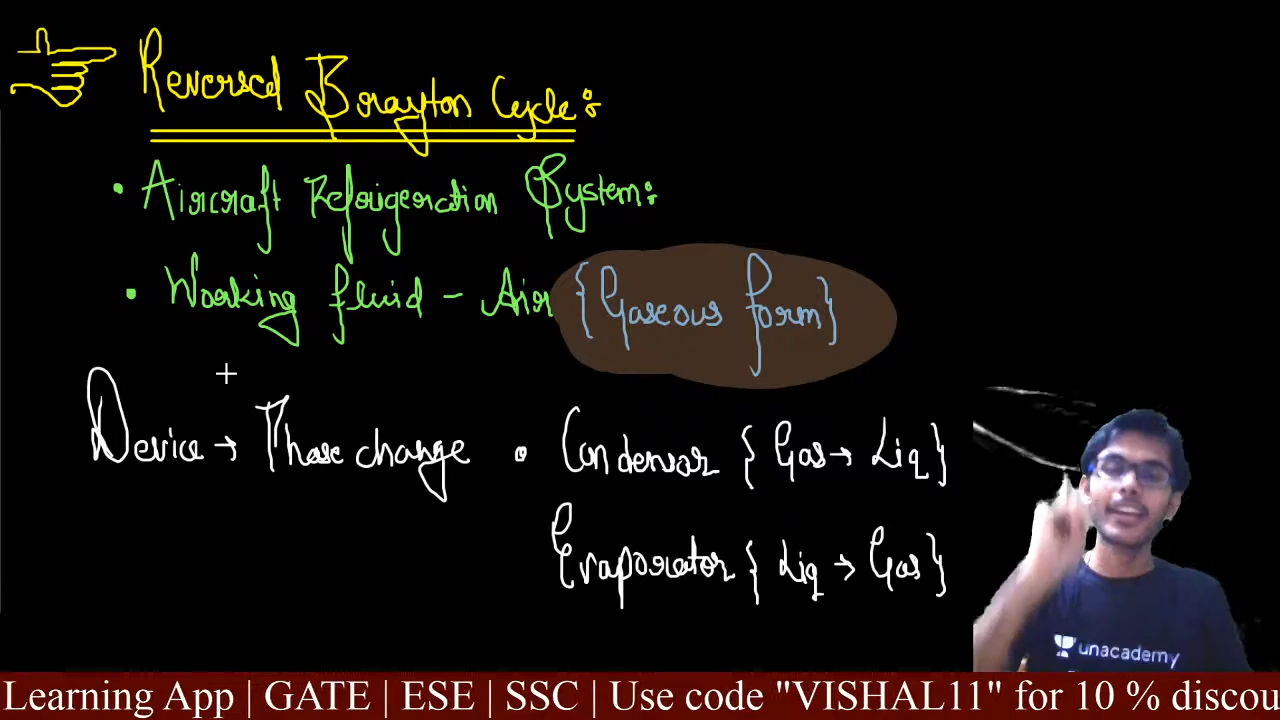 Reversed Brayton Cycle:
• Aircraft Refrigeration System:
• Working fluid - Air {Gaseous form}
Device → Phase change • Condensor {Gas → Liq}
Evaporator {Liq → Gas}
unacademy
Learning App | GATE | ESE | SSC | Use code "VISHAL11" for 10 % discou